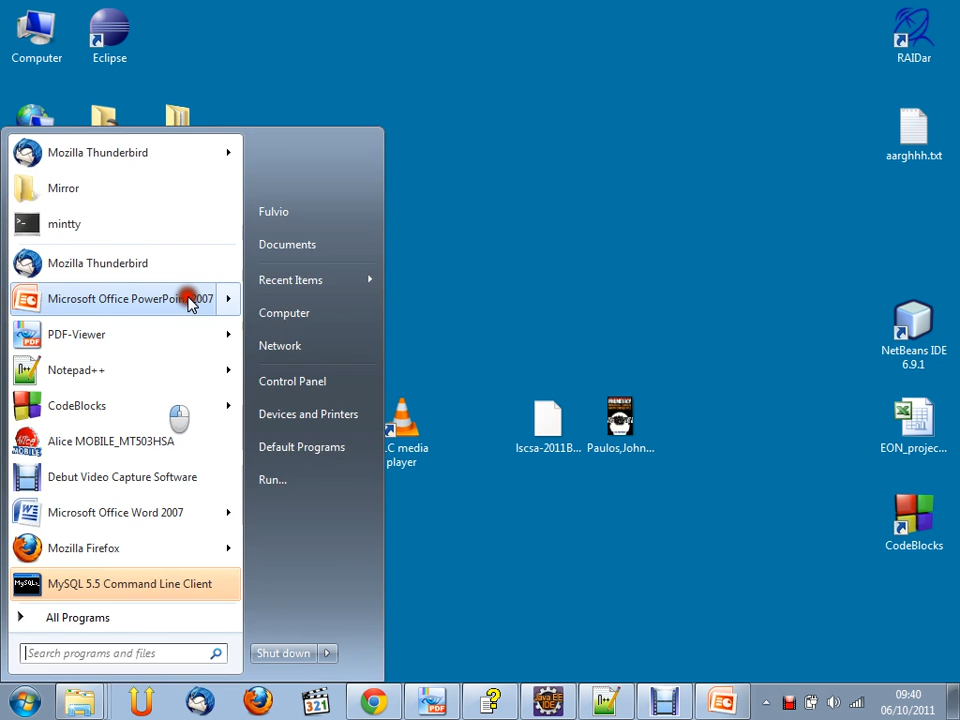 Computer
Eclipse
RAIDar
aarghhh.txt
Mozilla Thunderbird
Mirror
mintty
Mozilla Thunderbird
Microsoft Office PowerPoin 2007
PDF-Viewer
Notepad++
CodeBlocks
Alice MOBILE_MT503HSA
Debut Video Capture Software
Microsoft Office Word 2007
Mozilla Firefox
MySQL 5.5 Command Line Client
All Programs
Search programs and files
Fulvio
Documents
Recent Items
Computer
Network
Control Panel
Devices and Printers
Default Programs
Run...
Shut down
LC media
player
lscsa-2011B...
Paulos,John...
NetBeans IDE
6.9.1
EON_projec...
CodeBlocks
09:40
06/10/2011